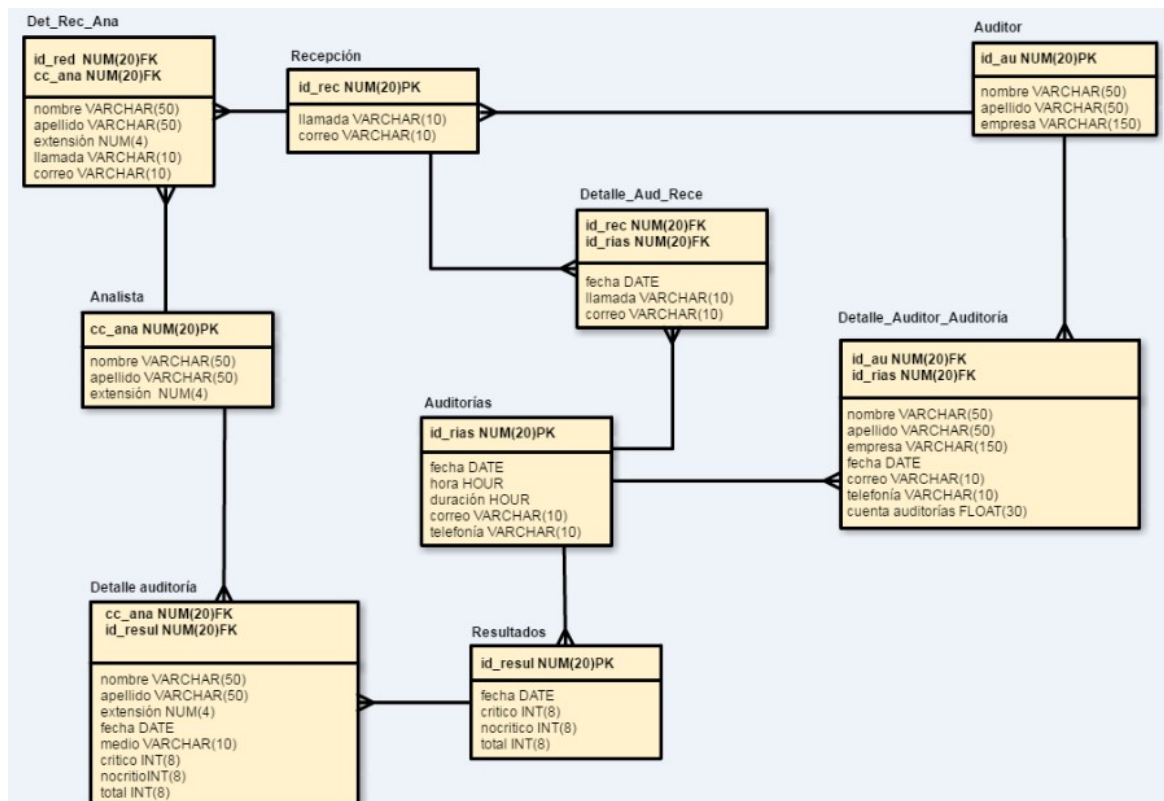 Det_Rec_Ana
id_red NUM(20)FK
cc_ana NUM(20)FK
nombre VARCHAR(50)
apellido VARCHAR(50)
extensión NUM(4)
llamada VARCHAR(10)
correo VARCHAR(10)
Recepción
id_rec NUM(20)PK
llamada VARCHAR(10)
correo VARCHAR(10)
Auditor
id_au NUM(20)PK
nombre VARCHAR(50)
apellido VARCHAR(50)
empresa VARCHAR(150)
Detalle_Aud_Rece
id_rec NUM(20)FK
id_rias NUM(20)FK
fecha DATE
llamada VARCHAR(10)
correo VARCHAR(10)
Analista
cc_ana NUM(20)PK
nombre VARCHAR(50)
apellido VARCHAR(50)
extensión NUM(4)
Detalle_Auditor_Auditoría
id_au NUM(20)FK
id_rias NUM(20)FK
nombre VARCHAR(50)
apellido VARCHAR(50)
empresa VARCHAR(150)
fecha DATE
correo VARCHAR(10)
telefonía VARCHAR(10)
cuenta auditorías FLOAT(30)
Auditorías
id_rias NUM(20)PK
fecha DATE
hora HOUR
duración HOUR
correo VARCHAR(10)
telefonía VARCHAR(10)
Detalle auditoría
cc_ana NUM(20)FK
id_resul NUM(20)FK
nombre VARCHAR(50)
apellido VARCHAR(50)
extensión NUM(4)
fecha DATE
medio VARCHAR(10)
critico INT(8)
nocritioINT(8)
total INT(8)
Resultados
id_resul NUM(20)PK
fecha DATE
critico INT(8)
nocritico INT(8)
total INT(8)